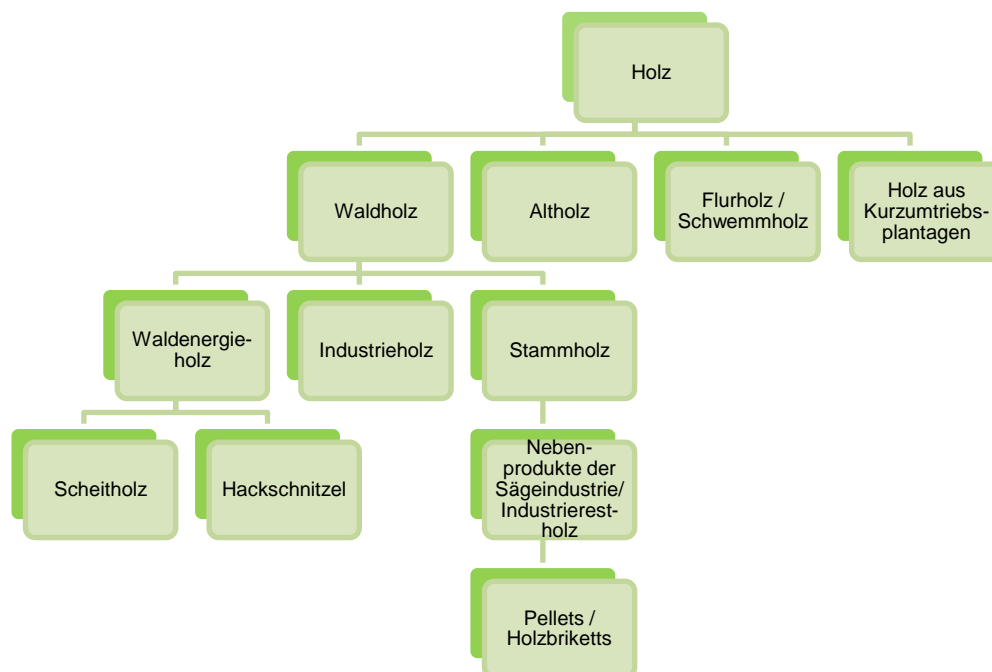 Holz
Waldholz
Altholz
Flurholz /
Schwemmholz
Holz aus
Kurzumtriebs-
plantagen
Waldenergie-
holz
Industrieholz
Stammholz
Scheitholz
Hackschnitzel
Neben-
produkte der
Sägeindustrie/
Industrierest-
holz
Pellets /
Holzbriketts